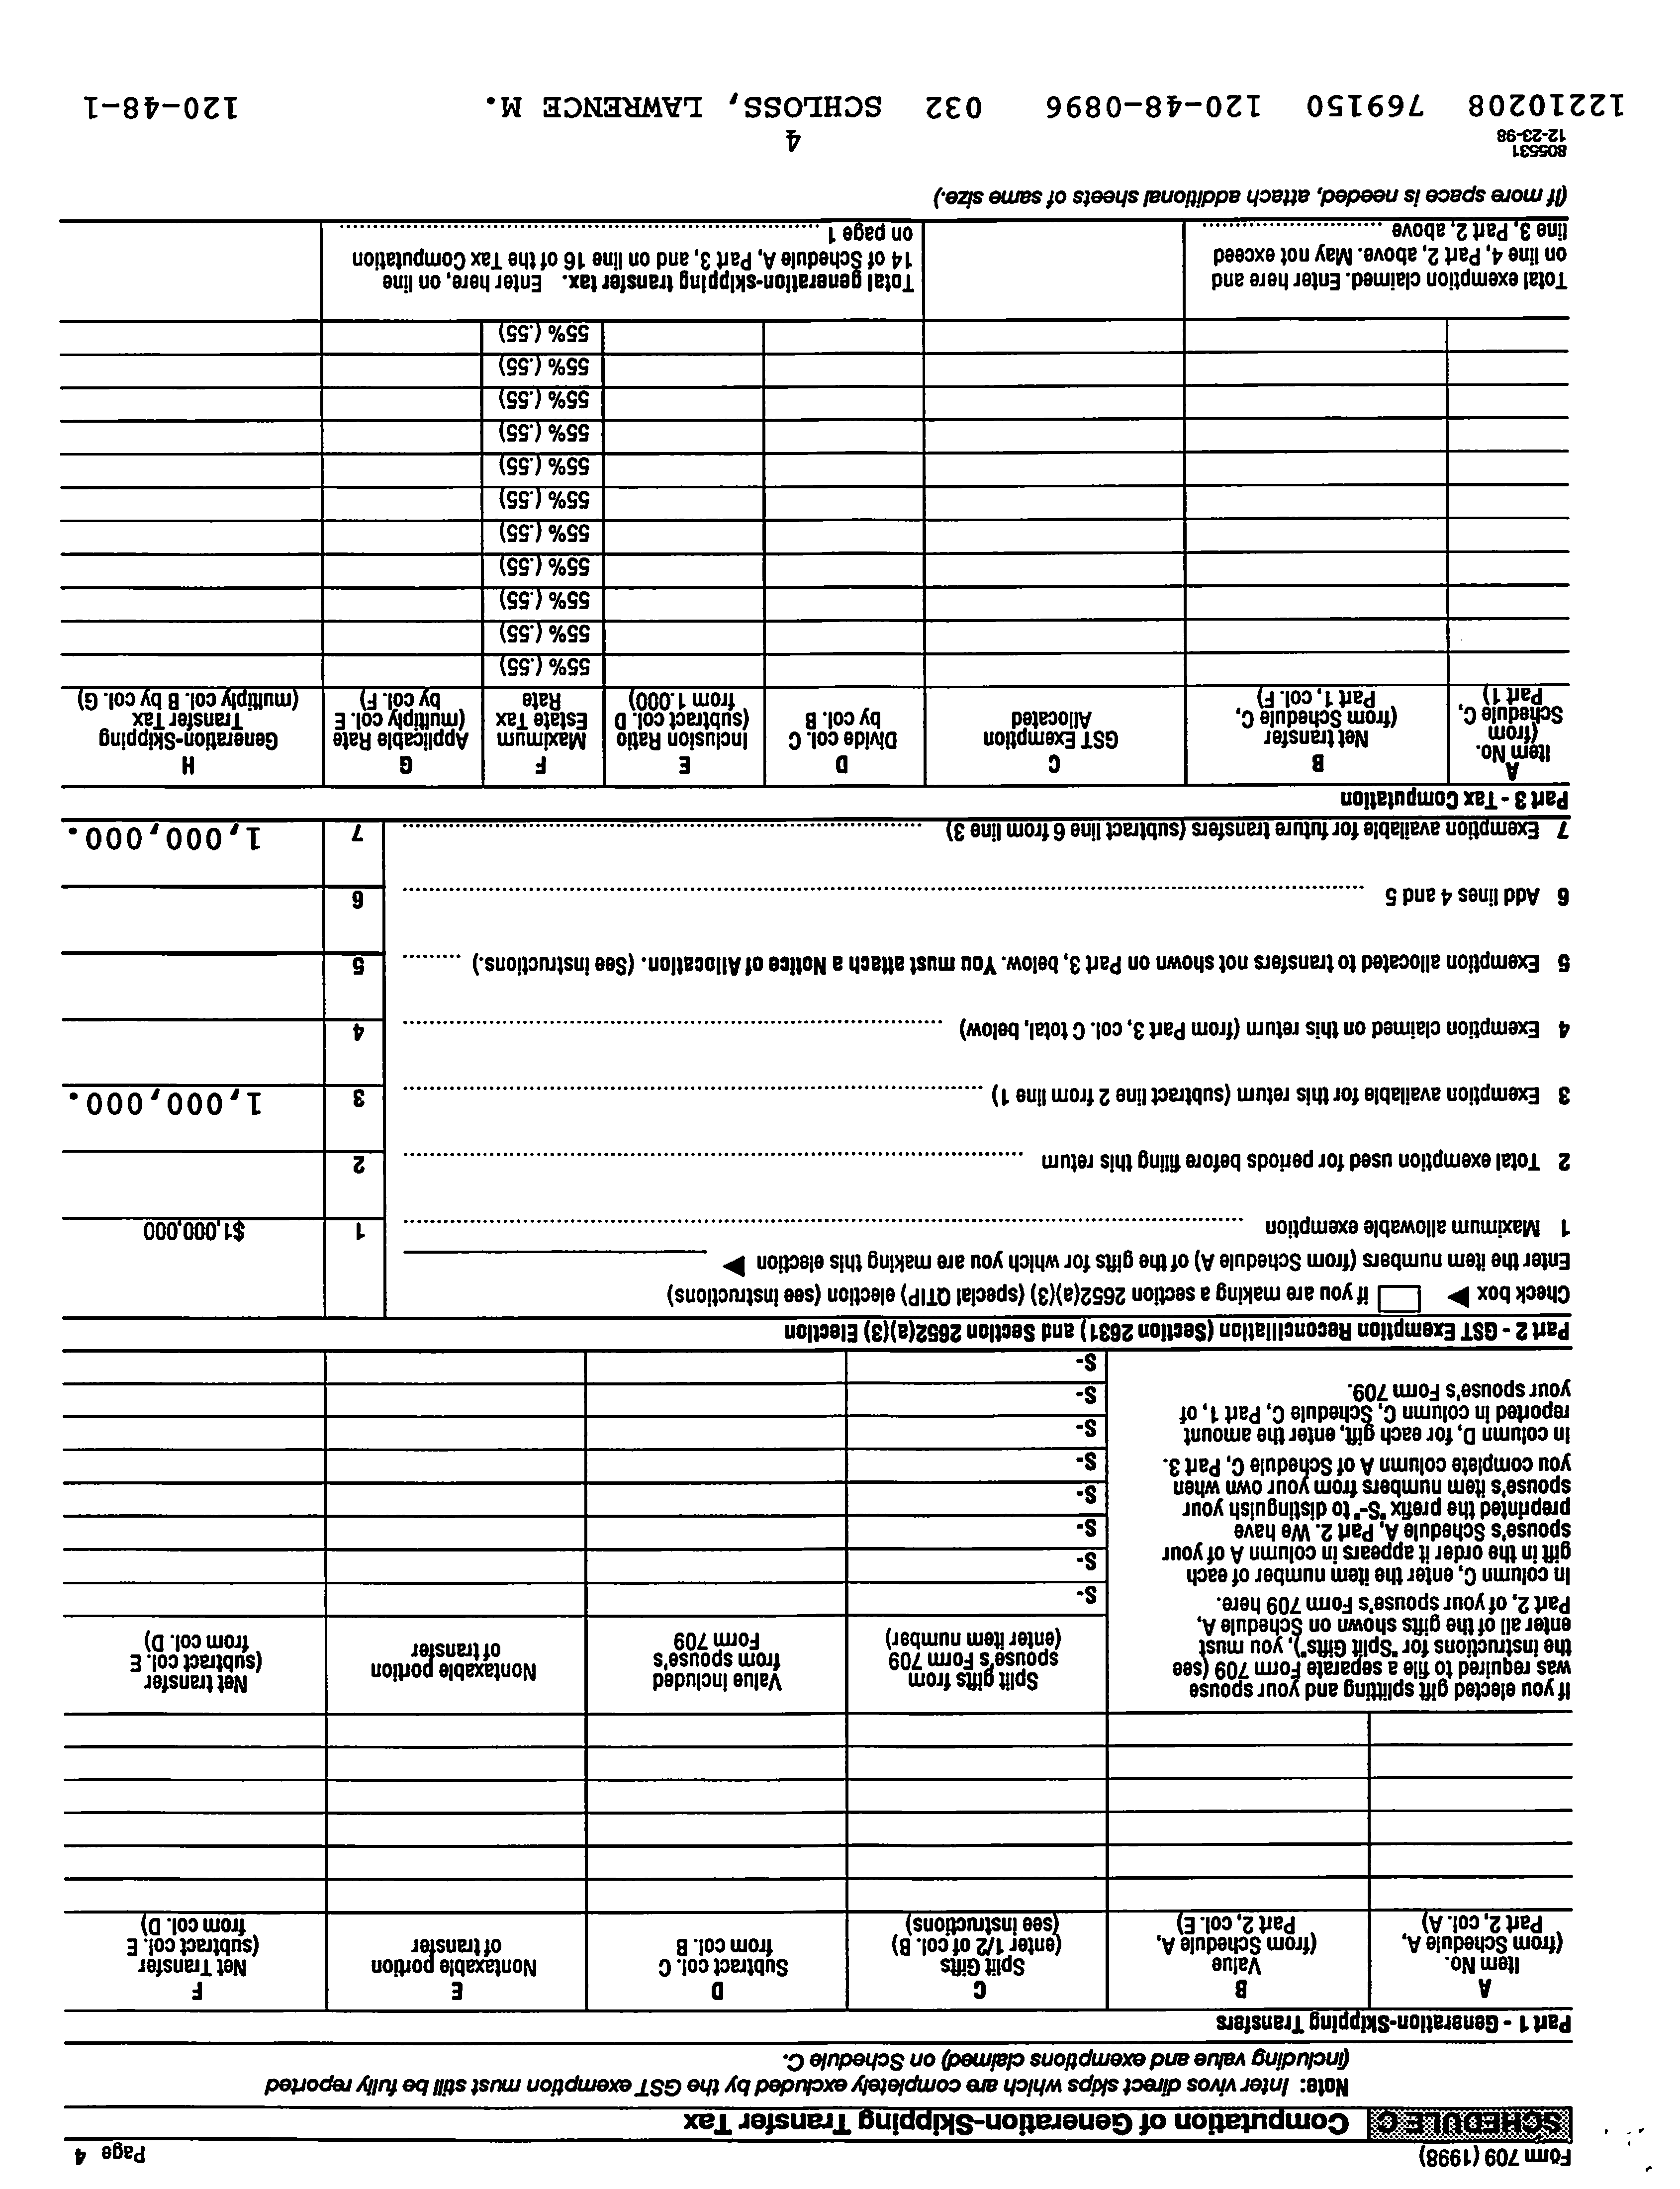 Form 709 (1998)
Page 4
SCHEDULE C
Computation of Generation-Skipping Transfer Tax
Note: Inter vivos direct skips which are completely excluded by the GST exemption must still be fully reported
(including value and exemptions claimed) on Schedule C.
Part 1 - Generation-Skipping Transfers
A
Item No.
(from Schedule A,
Part 2, col. A)
B
Value
(from Schedule A,
Part 2, col. E)
C
Split Gifts
(enter 1/2 of col. B)
(see instructions)
D
Subtract col. C
from col. B
E
Nontaxable portion
of transfer
F
Net Transfer
(subtract col. E
from col. D)
If you elected gift splitting and your spouse
was required to file a separate Form 709 (see
the instructions for "Split Gifts"), you must
enter all of the gifts shown on Schedule A,
Part 2, of your spouse's Form 709 here.
In column C, enter the item number of each
gift in the order it appears in column A of your
spouse's Schedule A, Part 2. We have
preprinted the prefix "S-" to distinguish your
spouse's item numbers from your own when
you complete column A of Schedule C, Part 3.
In column D, for each gift, enter the amount
reported in column C, Schedule C, Part 1, of
your spouse's Form 709.
Split gifts from
spouse's Form 709
(enter item number)
Value included
from spouse's
Form 709
Nontaxable portion
of transfer
Net transfer
(subtract col. E
from col. D)
S-
S-
S-
S-
S-
S-
S-
S-
Part 2 - GST Exemption Reconciliation (Section 2631) and Section 2652(a)(3) Election
Check box ▶ if you are making a section 2652(a)(3) (special QTIP) election (see instructions)
Enter the item numbers (from Schedule A) of the gifts for which you are making this election ▶
1 Maximum allowable exemption 1 $1,000,000
2 Total exemption used for periods before filing this return 2
3 Exemption available for this return (subtract line 2 from line 1) 3 1,000,000.
4 Exemption claimed on this return (from Part 3, col. C total, below) 4
5 Exemption allocated to transfers not shown on Part 3, below. You must attach a Notice of Allocation. (See instructions.) 5
6 Add lines 4 and 5 6
7 Exemption available for future transfers (subtract line 6 from line 3) 7 1,000,000.
Part 3 - Tax Computation
A
Item No.
(from
Schedule C,
Part 1)
B
Net transfer
(from Schedule C,
Part 1, col. F)
C
GST Exemption
Allocated
D
Divide col. C
by col. B
E
Inclusion Ratio
(subtract col. D
from 1.000)
F
Maximum
Estate Tax
Rate
G
Applicable Rate
(multiply col. E
by col. F)
H
Generation-Skipping
Transfer Tax
(multiply col. B by col. G)
55% (.55)
55% (.55)
55% (.55)
55% (.55)
55% (.55)
55% (.55)
55% (.55)
55% (.55)
55% (.55)
55% (.55)
55% (.55)
Total exemption claimed. Enter here and
on line 4, Part 2, above. May not exceed
line 3, Part 2, above
Total generation-skipping transfer tax. Enter here, on line
14 of Schedule A, Part 3, and on line 16 of the Tax Computation
on page 1
(If more space is needed, attach additional sheets of same size.)
805531
12-23-98
4
12210208 769150 120-48-0896 032 SCHLOSS, LAWRENCE M. 120-48-1